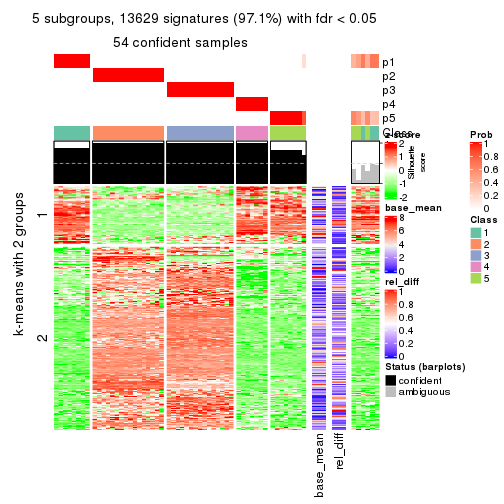 5 subgroups, 13629 signatures (97.1%) with fdr < 0.05
54 confident samples
p1
p2
p3
p4
p5
Class
z-score
2
1
0
-1
-2
Silhouette
score
Prob
1
0.8
0.6
0.4
0.2
0
base_mean
8
6
4
2
0
Class
1
2
3
4
5
rel_diff
1
0.8
0.6
0.4
0.2
0
Status (barplots)
confident
ambiguous
k-means with 2 groups
1
2
base_mean
rel_diff